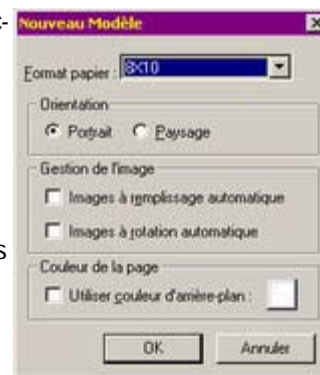 Nouveau Modèle
Format papier : 8X10
Orientation
Portrait Paysage
Gestion de l'image
Images à remplissage automatique
Images à rotation automatique
Couleur de la page
Utiliser couleur d'arrière-plan :
OK Annuler